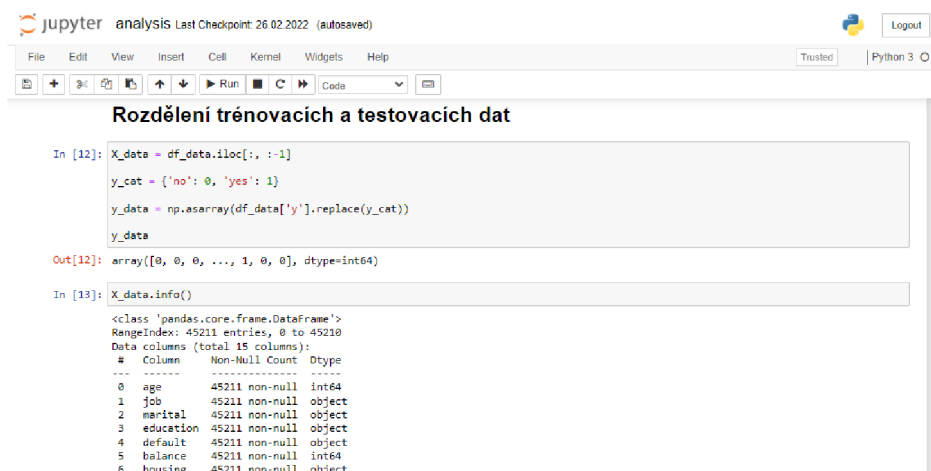 jupyter analysis Last Checkpoint: 26.02.2022 (autosaved)
Logout
File Edit View Insert Cell Kernel Widgets Help
Trusted Python 3
Run Code
Rozdělení trénovacích a testovacích dat
In [12]: X_data = df_data.iloc[:, :-1]
y_cat = {'no': 0, 'yes': 1}
y_data = np.asarray(df_data['y'].replace(y_cat))
y_data
Out[12]: array([0, 0, 0, ..., 1, 0, 0], dtype=int64)
In [13]: X_data.info()
<class 'pandas.core.frame.DataFrame'>
RangeIndex: 45211 entries, 0 to 45210
Data columns (total 15 columns):
# Column Non-Null Count Dtype
--- ------ -------------- -----
0 age 45211 non-null int64
1 job 45211 non-null object
2 marital 45211 non-null object
3 education 45211 non-null object
4 default 45211 non-null object
5 balance 45211 non-null int64
6 housing 45211 non-null object